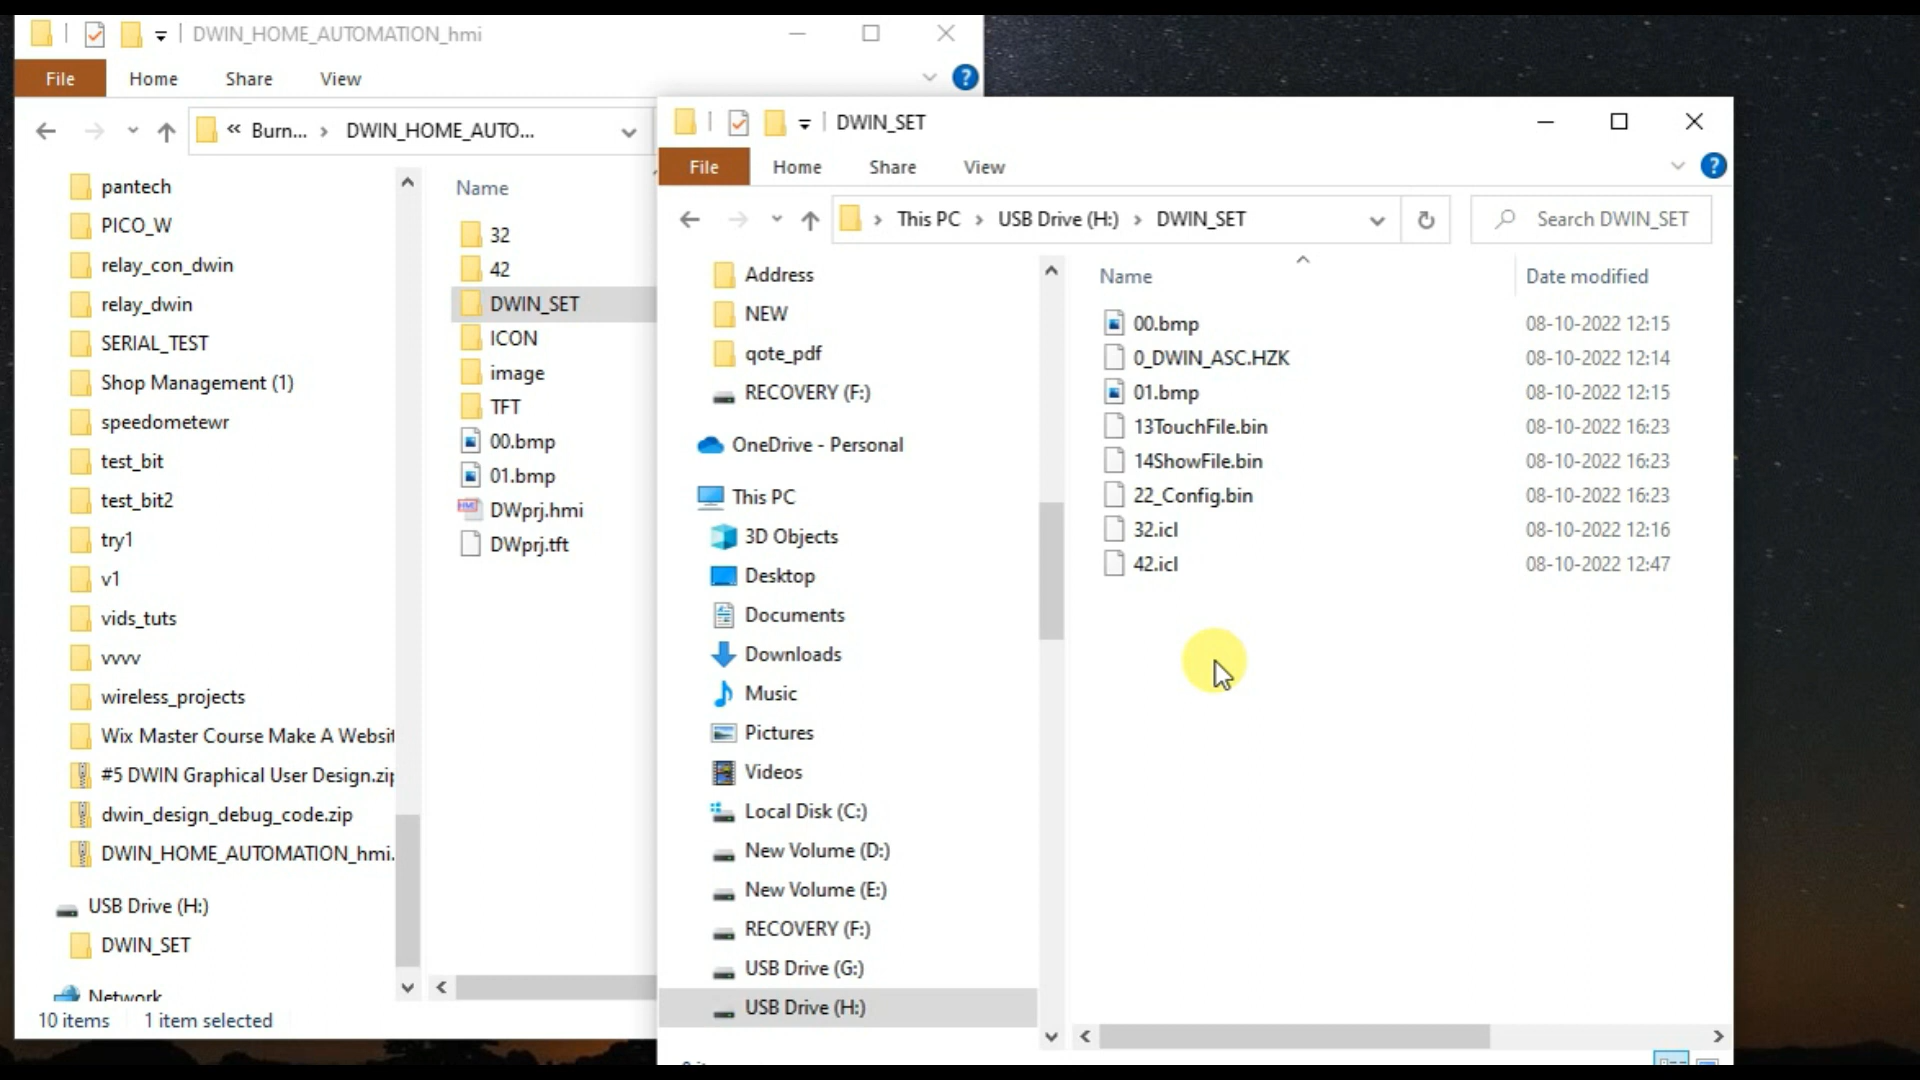 DWIN_HOME_AUTOMATION_hmi
File Home Share View
« Burn... › DWIN_HOME_AUTO...
pantech
PICO_W
relay_con_dwin
relay_dwin
SERIAL_TEST
Shop Management (1)
speedometewr
test_bit
test_bit2
try1
v1
vids_tuts
vvvv
wireless_projects
Wix Master Course Make A Websit
#5 DWIN Graphical User Design.zip
dwin_design_debug_code.zip
DWIN_HOME_AUTOMATION_hmi.
USB Drive (H:)
DWIN_SET
Network
10 items 1 item selected
Name
32
42
DWIN_SET
ICON
image
TFT
00.bmp
01.bmp
DWprj.hmi
DWprj.tft
DWIN_SET
File Home Share View
› This PC › USB Drive (H:) › DWIN_SET
Search DWIN_SET
Address
NEW
qote_pdf
RECOVERY (F:)
OneDrive - Personal
This PC
3D Objects
Desktop
Documents
Downloads
Music
Pictures
Videos
Local Disk (C:)
New Volume (D:)
New Volume (E:)
RECOVERY (F:)
USB Drive (G:)
USB Drive (H:)
Name Date modified
00.bmp 08-10-2022 12:15
0_DWIN_ASC.HZK 08-10-2022 12:14
01.bmp 08-10-2022 12:15
13TouchFile.bin 08-10-2022 16:23
14ShowFile.bin 08-10-2022 16:23
22_Config.bin 08-10-2022 16:23
32.icl 08-10-2022 12:16
42.icl 08-10-2022 12:47